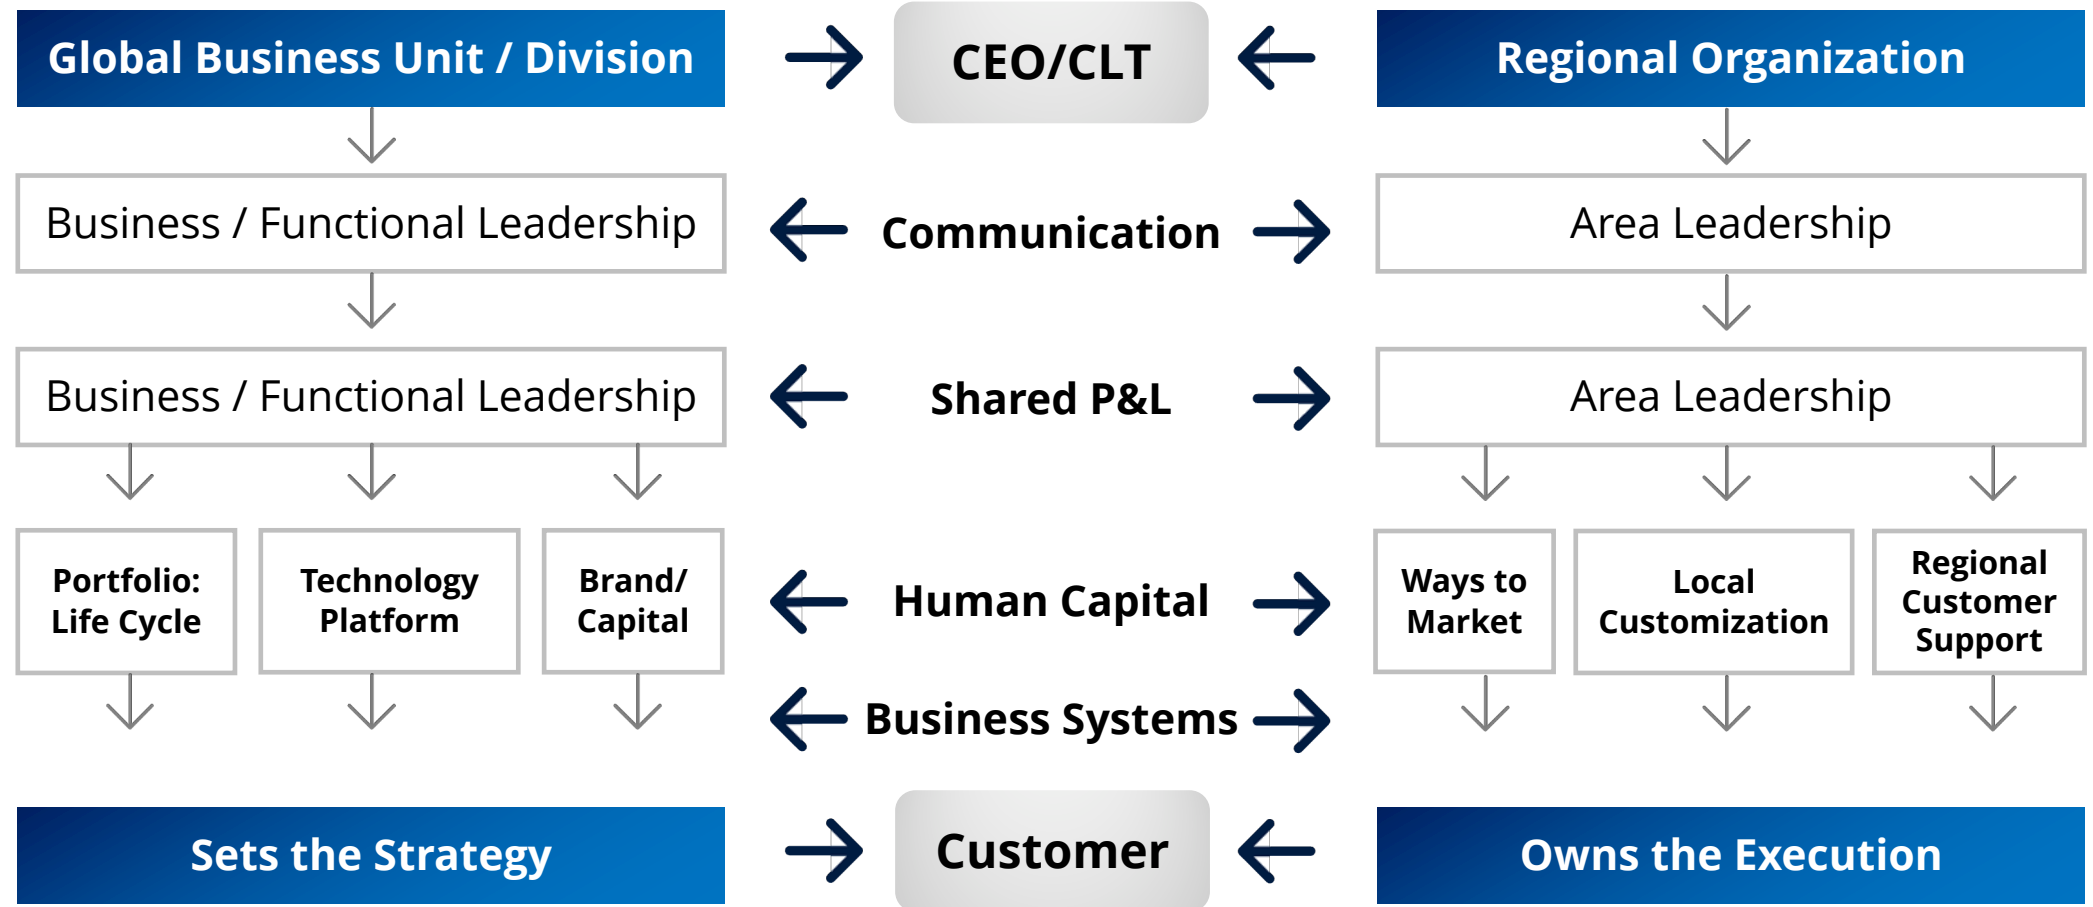 Global Business Unit / Division
CEO/CLT
Regional Organization
Business / Functional Leadership
Communication
Area Leadership
Business / Functional Leadership
Shared P&L
Area Leadership
Portfolio:
Life Cycle
Technology
Platform
Brand/
Capital
Human Capital
Ways to
Market
Local
Customization
Regional
Customer
Support
Business Systems
Sets the Strategy
Customer
Owns the Execution